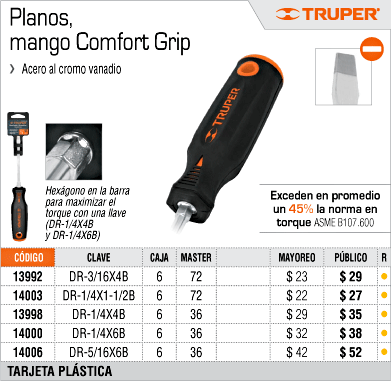 Planos,
mango Comfort Grip
TRUPER®
❯ Acero al cromo vanadio
TRUPER
Hexágono en la barra
para maximizar el
torque con una llave
(DR-1/4X4B
y DR-1/4X6B)
Exceden en promedio
un 45% la norma en
torque ASME B107.600
CÓDIGO CLAVE CAJA MASTER MAYOREO PÚBLICO R
13992 DR-3/16X4B 6 72 $ 23 $ 29
14003 DR-1/4X1-1/2B 6 72 $ 22 $ 27
13998 DR-1/4X4B 6 36 $ 29 $ 35
14000 DR-1/4X6B 6 36 $ 32 $ 38
14006 DR-5/16X6B 6 36 $ 42 $ 52
TARJETA PLÁSTICA